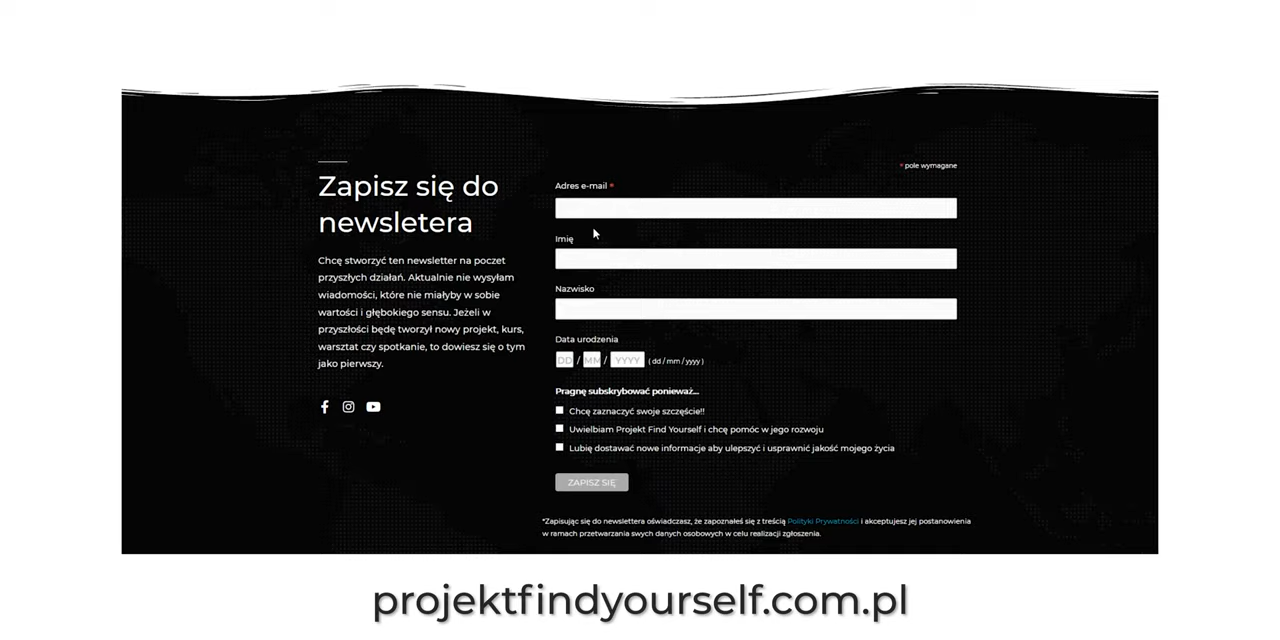 Zapisz się do
newsletera
Chcę stworzyć ten newsletter na poczet
przyszłych działań. Aktualnie nie wysyłam
wiadomości, które nie miałyby w sobie
wartości i głębokiego sensu. Jeżeli w
przyszłości będę tworzył nowy projekt, kurs,
warsztat czy spotkanie, to dowiesz się o tym
jako pierwszy.
* pole wymagane
Adres e-mail *
Imię
Nazwisko
Data urodzenia
DD / MM / YYYY ( dd / mm / yyyy )
Pragnę subskrybować ponieważ...
Chcę zaznaczyć swoje szczęście!!
Uwielbiam Projekt Find Yourself i chcę pomóc w jego rozwoju
Lubię dostawać nowe informacje aby ulepszyć i usprawnić jakość mojego życia
ZAPISZ SIĘ
*Zapisując się do newslettera oświadczasz, że zapoznałeś się z treścią Polityki Prywatności i akceptujesz jej postanowienia
w ramach przetwarzania swych danych osobowych w celu realizacji zgłoszenia.
projektfindyourself.com.pl